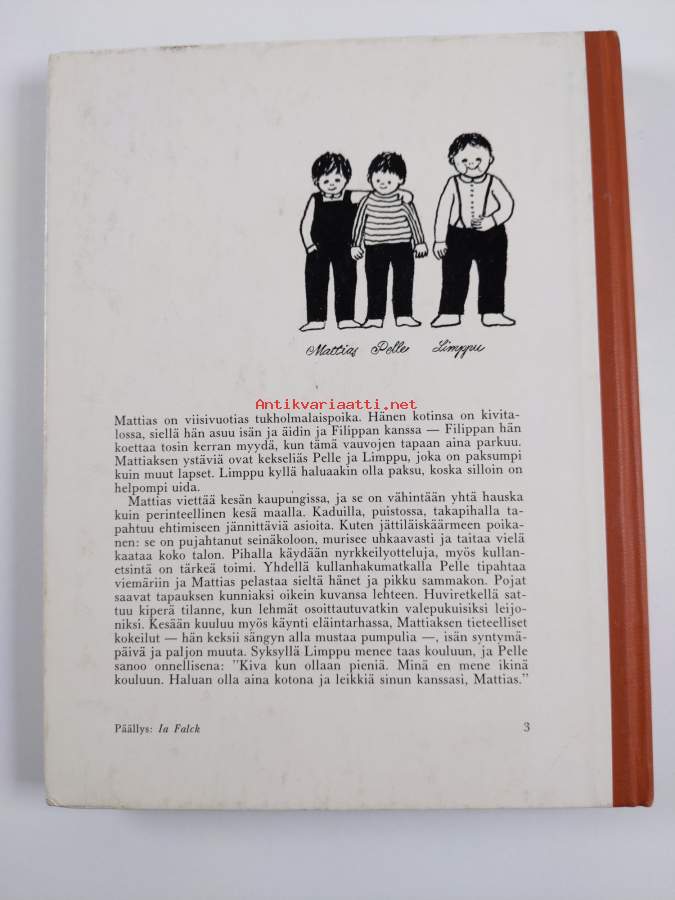 Mattias Pelle Limppu
Antikvariaatti.net
Mattias on viisivuotias tukholmalaispoika. Hänen kotinsa on kivita-
lossa, siellä hän asuu isän ja äidin ja Filippan kanssa — Filippan hän
koettaa tosin kerran myydä, kun tämä vauvojen tapaan aina parkuu.
Mattiaksen ystäviä ovat kekseliäs Pelle ja Limppu, joka on paksumpi
kuin muut lapset. Limppu kyllä haluaakin olla paksu, koska silloin on
helpompi uida.
Mattias viettää kesän kaupungissa, ja se on vähintään yhtä hauska
kuin perinteellinen kesä maalla. Kaduilla, puistossa, takapihalla ta-
pahtuu ehtimiseen jännittäviä asioita. Kuten jättiläiskäärmeen poika-
nen: se on pujahtanut seinäkoloon, murisee uhkaavasti ja taitaa vielä
kaataa koko talon. Pihalla käydään nyrkkeilyotteluja, myös kullan-
etsintä on tärkeä toimi. Yhdellä kullanhakumatkalla Pelle tipahtaa
viemäriin ja Mattias pelastaa sieltä hänet ja pikku sammakon. Pojat
saavat tapauksen kunniaksi oikein kuvansa lehteen. Huviretkellä sat-
tuu kiperä tilanne, kun lehmät osoittautuvatkin valepukuisiksi leijo-
niksi. Kesään kuuluu myös käynti eläintarhassa, Mattiaksen tieteelliset
kokeilut — hän keksii sängyn alla mustaa pumpulia —, isän syntymä-
päivä ja paljon muuta. Syksyllä Limppu menee taas kouluun, ja Pelle
sanoo onnellisena: ”Kiva kun ollaan pieniä. Minä en mene ikinä
kouluun. Haluan olla aina kotona ja leikkiä sinun kanssasi, Mattias.”
Päällys: Ia Falck 3